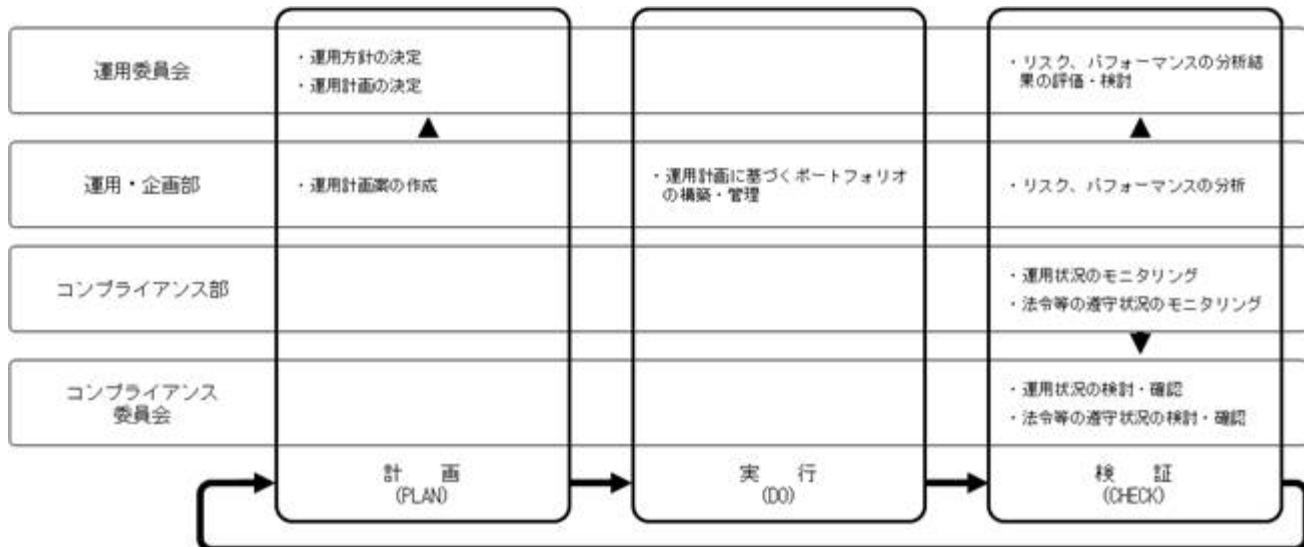 運用委員会
・運用方針の決定
・運用計画の決定
・リスク、パフォーマンスの分析結
果の評価・検討
運用・企画部
・運用計画案の作成
・運用計画に基づくポートフォリオ
の構築・管理
・リスク、パフォーマンスの分析
コンプライアンス部
・運用状況のモニタリング
・法令等の遵守状況のモニタリング
コンプライアンス
委員会
・運用状況の検討・確認
・法令等の遵守状況の検討・確認
計　画
(PLAN)
実　行
(DO)
検　証
(CHECK)